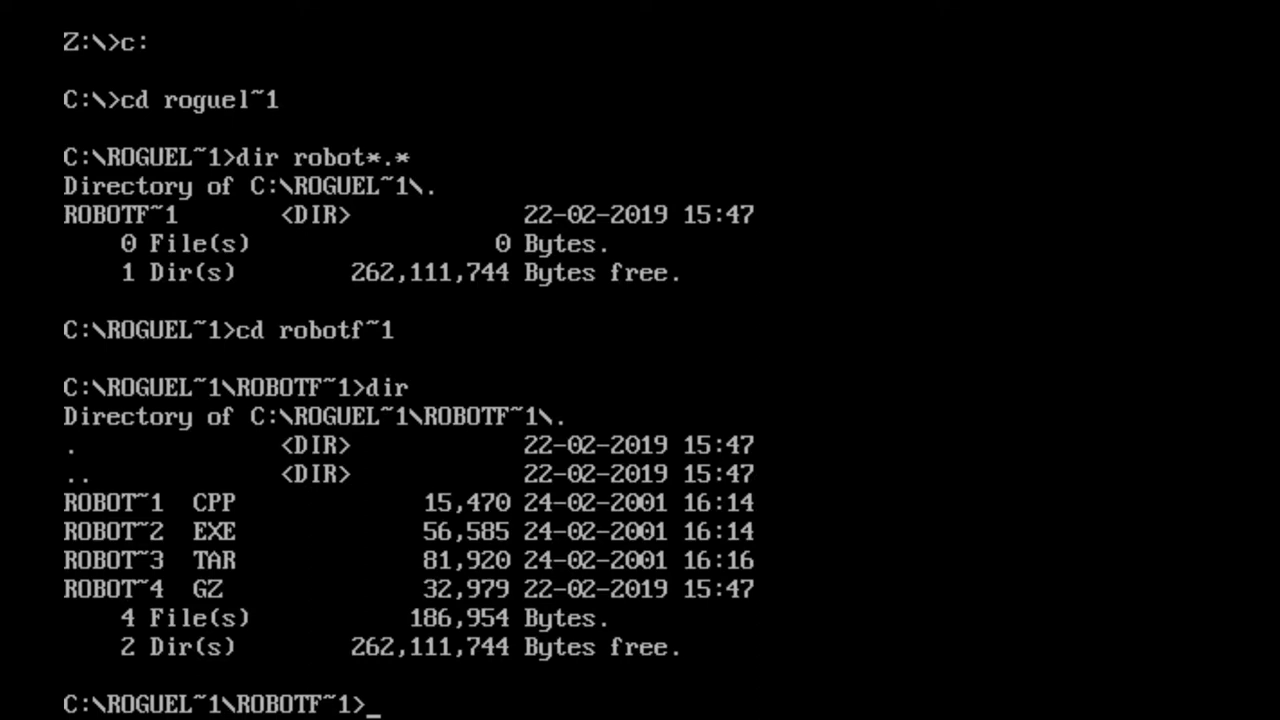 Z:\>c:
C:\>cd roguel~1
C:\ROGUEL~1>dir robot*.*
Directory of C:\ROGUEL~1\.
ROBOTF~1 <DIR> 22-02-2019 15:47
0 File(s) 0 Bytes.
1 Dir(s) 262,111,744 Bytes free.
C:\ROGUEL~1>cd robotf~1
C:\ROGUEL~1\ROBOTF~1>dir
Directory of C:\ROGUEL~1\ROBOTF~1\.
. <DIR> 22-02-2019 15:47
.. <DIR> 22-02-2019 15:47
ROBOT~1 CPP 15,470 24-02-2001 16:14
ROBOT~2 EXE 56,585 24-02-2001 16:14
ROBOT~3 TAR 81,920 24-02-2001 16:16
ROBOT~4 GZ 32,979 22-02-2019 15:47
4 File(s) 186,954 Bytes.
2 Dir(s) 262,111,744 Bytes free.
C:\ROGUEL~1\ROBOTF~1>_